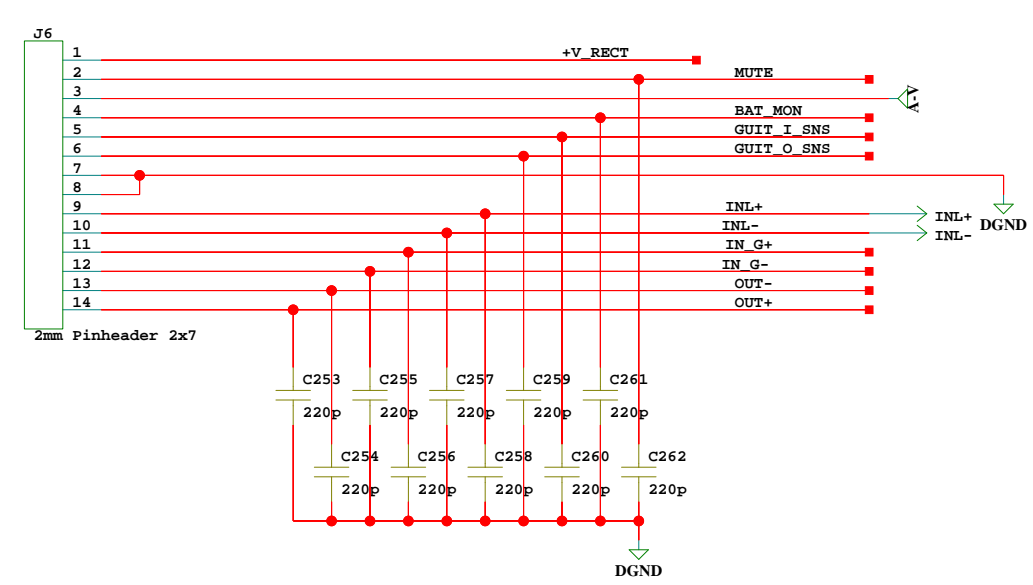 J6
1 +V_RECT
2 MUTE
3 A-V
4 BAT_MON
5 GUIT_I_SNS
6 GUIT_O_SNS
7
8
9 INL+ INL+
DGND
10 INL- INL-
11 IN_G+
12 IN_G-
13 OUT-
14 OUT+
2mm Pinheader 2x7
C253 C255 C257 C259 C261
220p 220p 220p 220p 220p
C254 C256 C258 C260 C262
220p 220p 220p 220p 220p
DGND